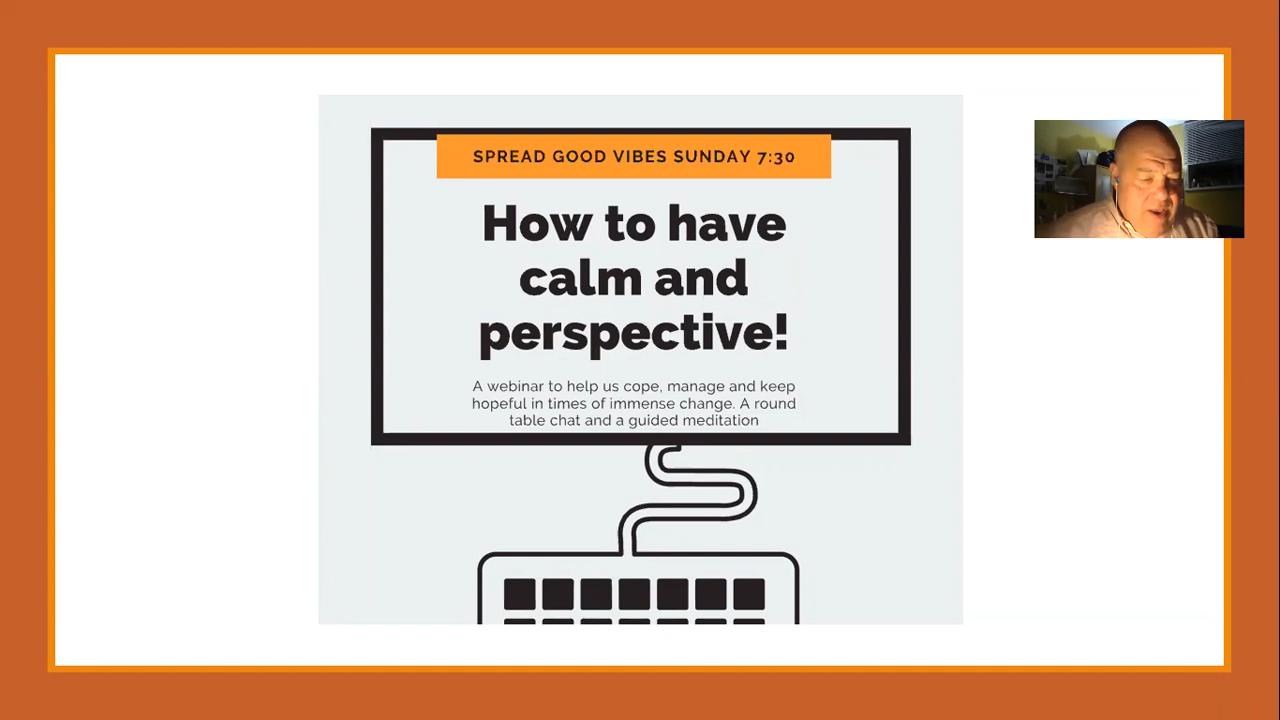 SPREAD GOOD VIBES SUNDAY 7:30
How to have
calm and
perspective!
A webinar to help us cope, manage and keep
hopeful in times of immense change. A round
table chat and a guided meditation